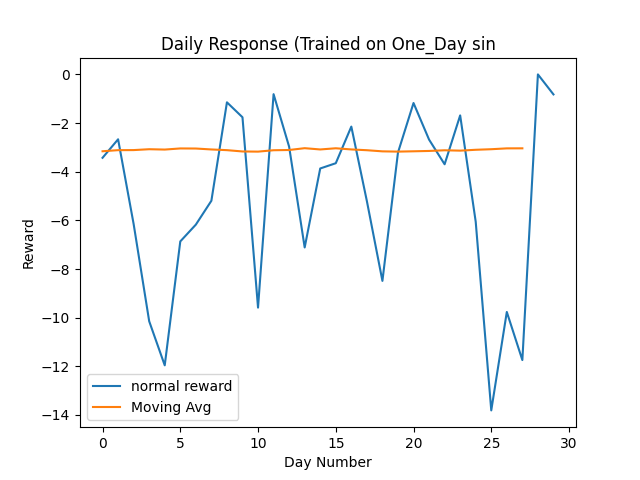 Daily Response (Trained on One_Day sin
0
−2
−4
−6
−8
−10
−12
−14
Reward
normal reward
Moving Avg
0 5 10 15 20 25 30
Day Number